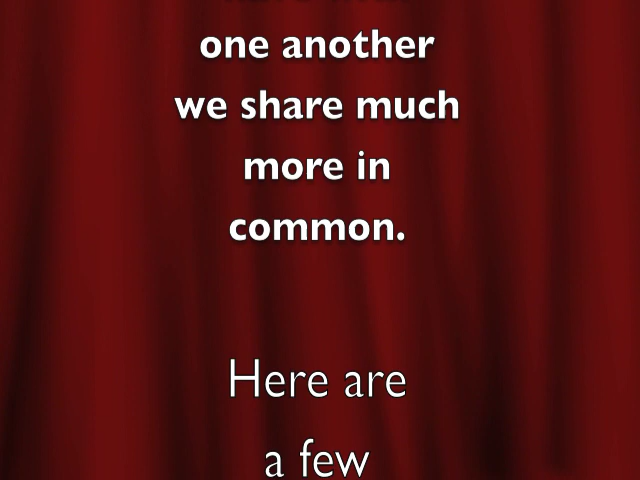 one another
we share much
more in
common.
Here are
a few